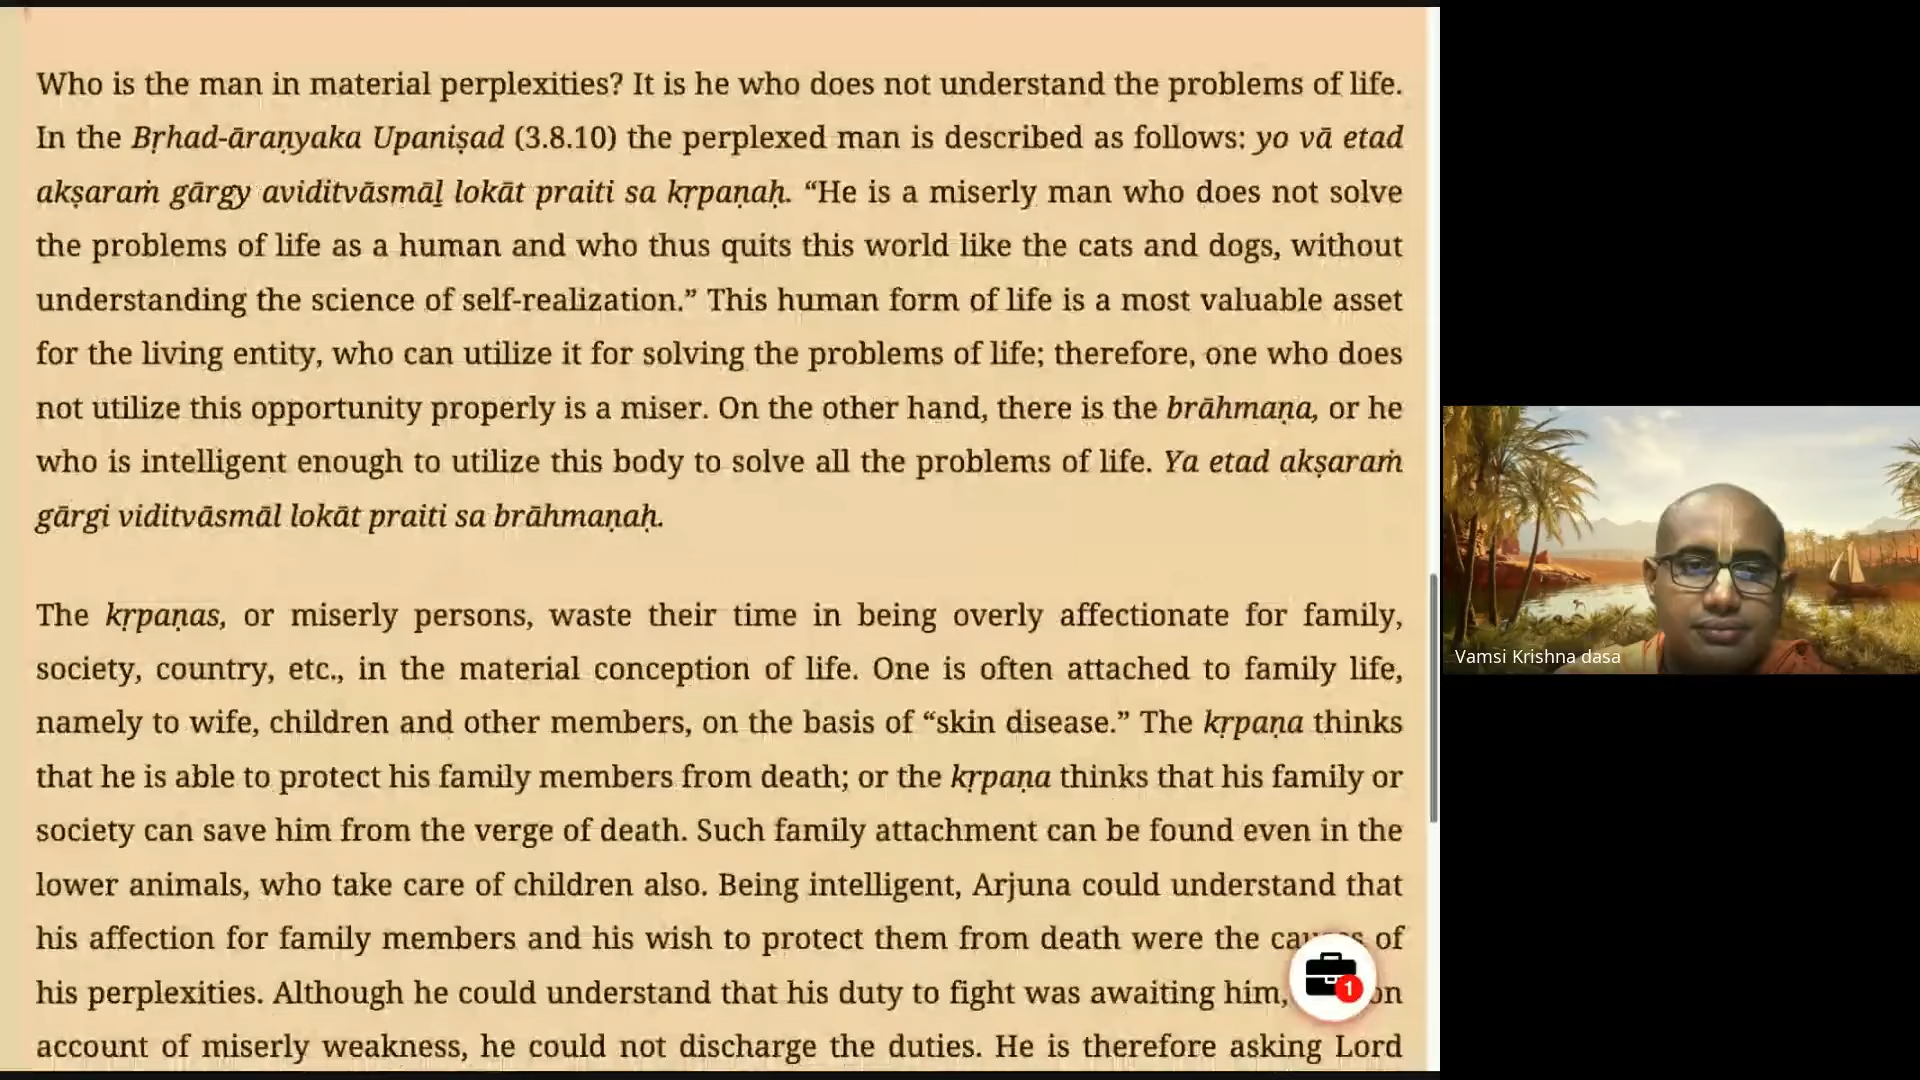 Who is the man in material perplexities? It is he who does not understand the problems of life.
In the Bṛhad-āraṇyaka Upaniṣad (3.8.10) the perplexed man is described as follows: yo vā etad
akṣaraṁ gārgy aviditvāsmāḻ lokāt praiti sa kṛpaṇaḥ. “He is a miserly man who does not solve
the problems of life as a human and who thus quits this world like the cats and dogs, without
understanding the science of self-realization.” This human form of life is a most valuable asset
for the living entity, who can utilize it for solving the problems of life; therefore, one who does
not utilize this opportunity properly is a miser. On the other hand, there is the brāhmaṇa, or he
who is intelligent enough to utilize this body to solve all the problems of life. Ya etad akṣaraṁ
gārgi viditvāsmāl lokāt praiti sa brāhmaṇaḥ.
The kṛpaṇas, or miserly persons, waste their time in being overly affectionate for family,
society, country, etc., in the material conception of life. One is often attached to family life,
namely to wife, children and other members, on the basis of “skin disease.” The kṛpaṇa thinks
that he is able to protect his family members from death; or the kṛpaṇa thinks that his family or
society can save him from the verge of death. Such family attachment can be found even in the
lower animals, who take care of children also. Being intelligent, Arjuna could understand that
his affection for family members and his wish to protect them from death were the of
his perplexities. Although he could understand that his duty to fight was awaiting him, on
account of miserly weakness, he could not discharge the duties. He is therefore asking Lord
1
Vamsi Krishna dasa